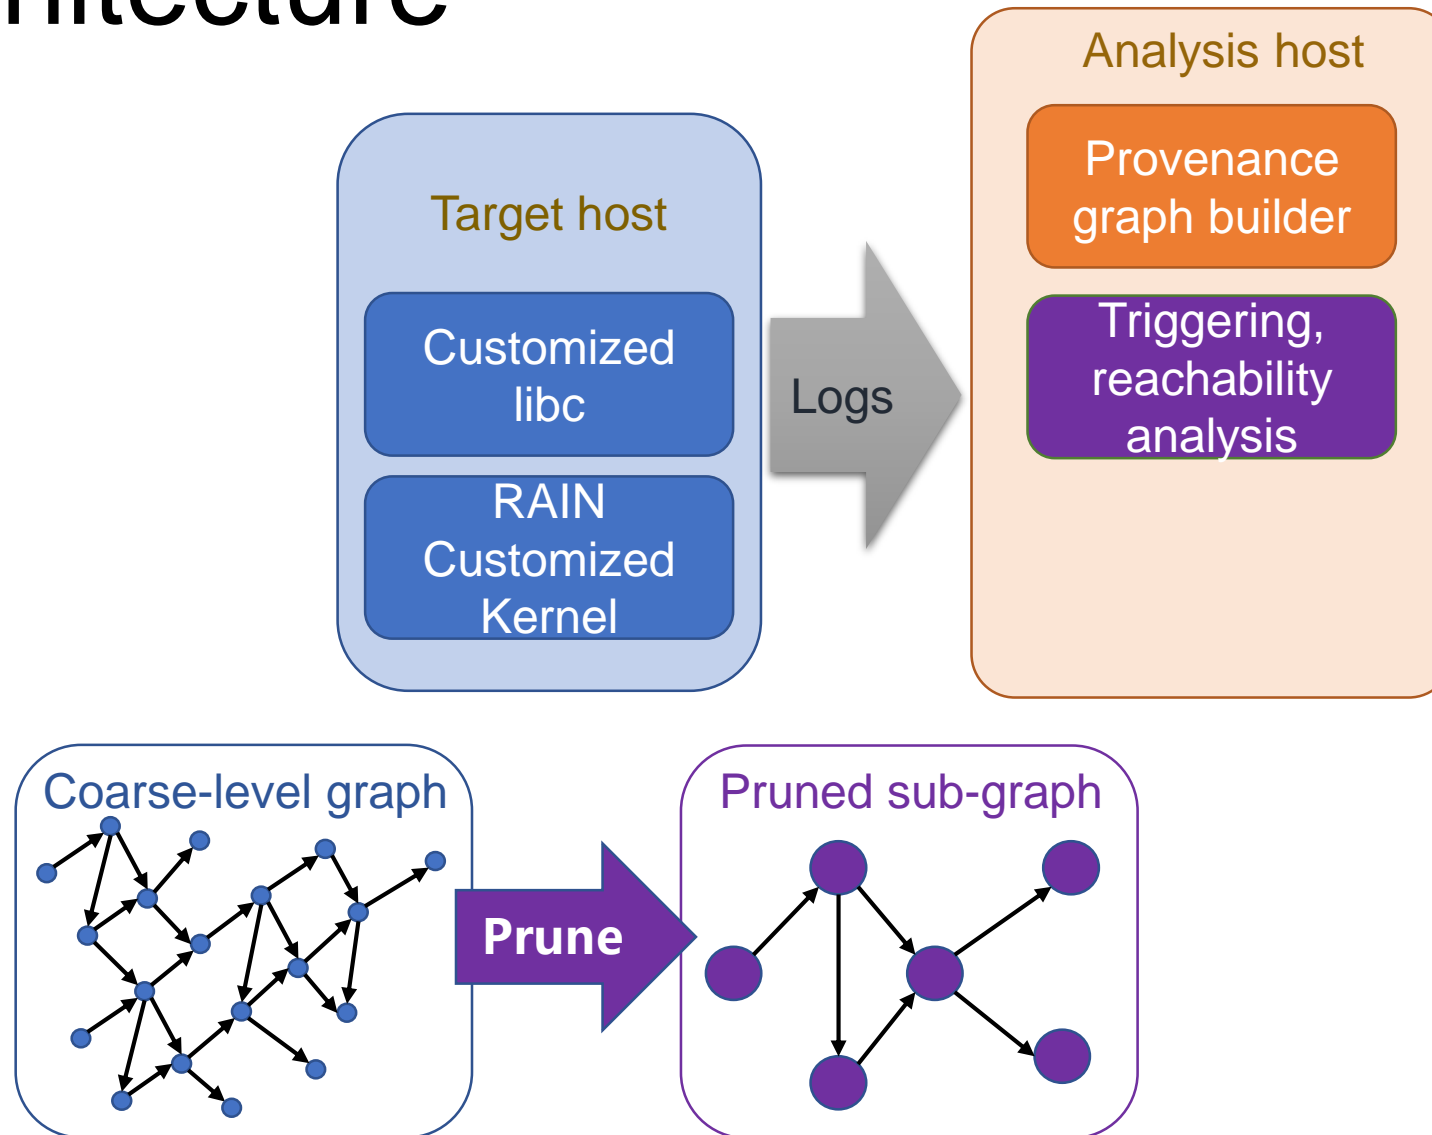 Analysis host
Provenance
graph builder
Target host
Triggering,
reachability
analysis
Customized
libc
Logs
RAIN
Customized
Kernel
Coarse-level graph
Pruned sub-graph
Prune